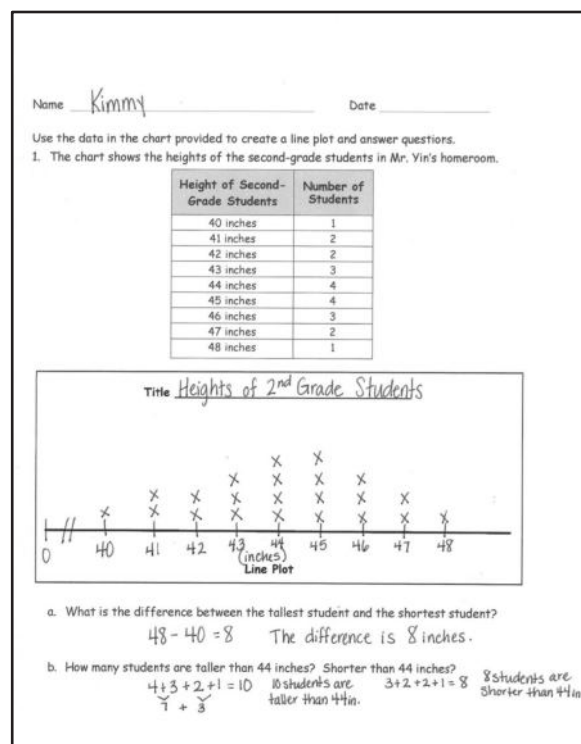 Name Kimmy Date
Use the data in the chart provided to create a line plot and answer questions.
1. The chart shows the heights of the second-grade students in Mr. Yin's homeroom.
Height of Second-Grade Students Number of Students
40 inches 1
41 inches 2
42 inches 2
43 inches 3
44 inches 4
45 inches 4
46 inches 3
47 inches 2
48 inches 1
Title Heights of 2nd Grade Students
0 40 41 42 43 44 45 46 47 48
(inches)
Line Plot
a. What is the difference between the tallest student and the shortest student?
48 - 40 = 8 The difference is 8 inches.
b. How many students are taller than 44 inches? Shorter than 44 inches?
4+3+2+1=10 10 students are taller than 44in. 3+2+2+1=8 8 students are shorter than 44in
7 + 3